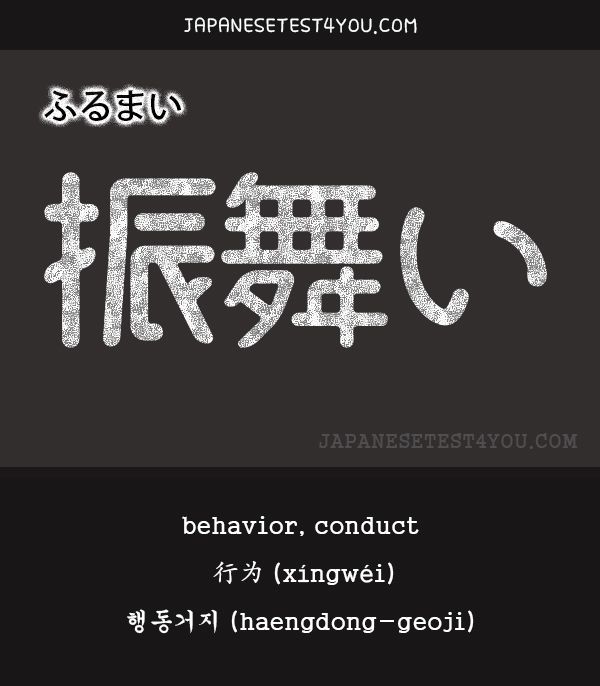 JAPANESETEST4YOU.COM
ふるまい
振舞い
JAPANESETEST4YOU.COM
behavior, conduct
行为 (xíngwéi)
행동거지 (haengdong-geoji)